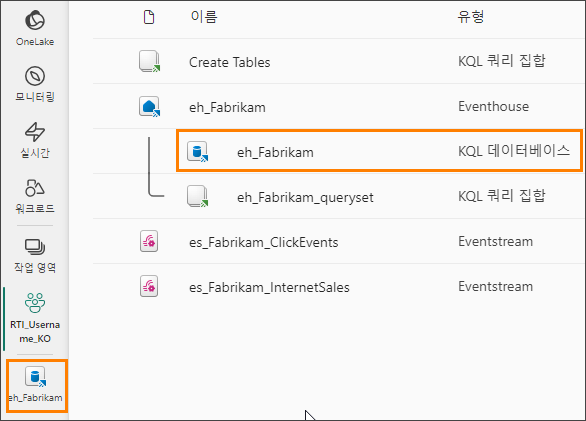 OneLake
모니터링
실시간
워크로드
작업 영역
RTI_Userna
me_KO
eh_Fabrikam
이름 유형
Create Tables KQL 쿼리 집합
eh_Fabrikam Eventhouse
eh_Fabrikam KQL 데이터베이스
eh_Fabrikam_queryset KQL 쿼리 집합
es_Fabrikam_ClickEvents Eventstream
es_Fabrikam_InternetSales Eventstream